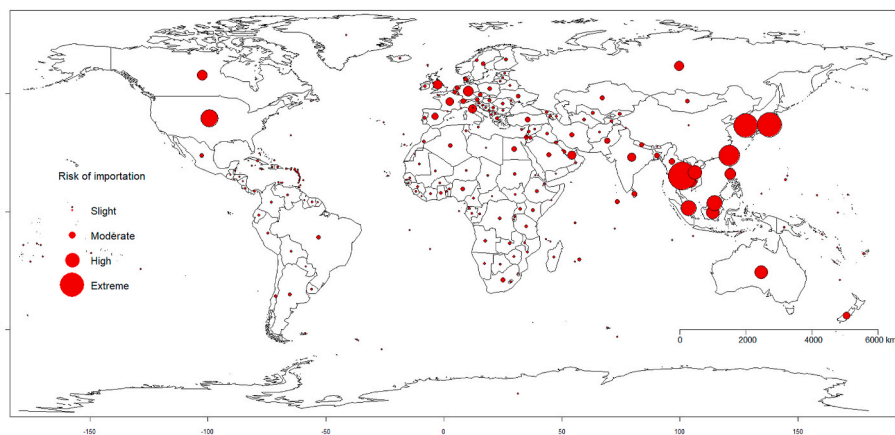 Risk of importation
Slight
Modérate
High
Extreme
0 2000 4000 6000 km
-150 -100 -50 0 50 100 150